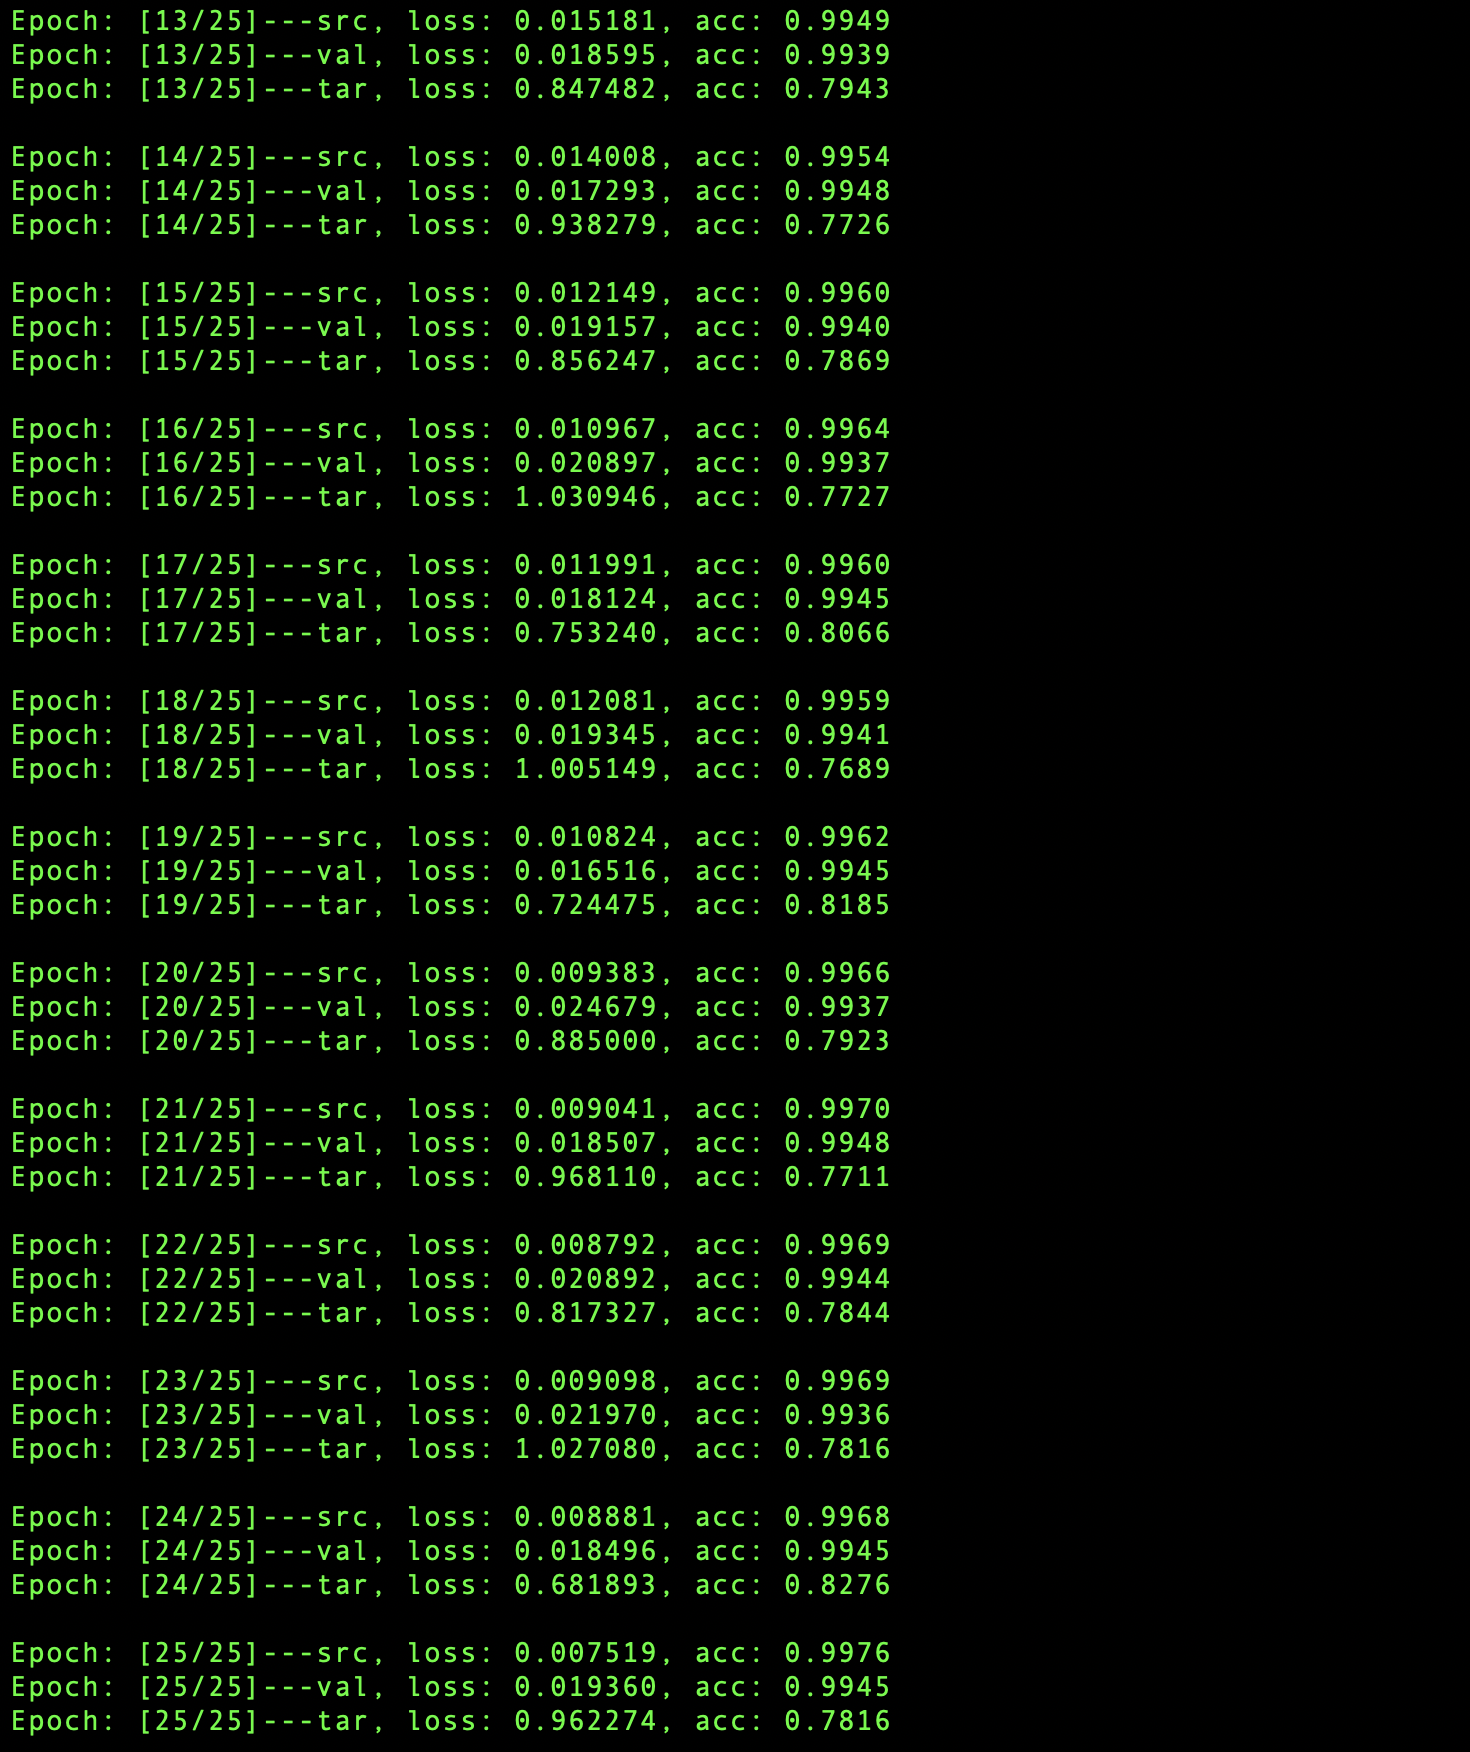 Epoch: [13/25]---src, loss: 0.015181, acc: 0.9949
Epoch: [13/25]---val, loss: 0.018595, acc: 0.9939
Epoch: [13/25]---tar, loss: 0.847482, acc: 0.7943
Epoch: [14/25]---src, loss: 0.014008, acc: 0.9954
Epoch: [14/25]---val, loss: 0.017293, acc: 0.9948
Epoch: [14/25]---tar, loss: 0.938279, acc: 0.7726
Epoch: [15/25]---src, loss: 0.012149, acc: 0.9960
Epoch: [15/25]---val, loss: 0.019157, acc: 0.9940
Epoch: [15/25]---tar, loss: 0.856247, acc: 0.7869
Epoch: [16/25]---src, loss: 0.010967, acc: 0.9964
Epoch: [16/25]---val, loss: 0.020897, acc: 0.9937
Epoch: [16/25]---tar, loss: 1.030946, acc: 0.7727
Epoch: [17/25]---src, loss: 0.011991, acc: 0.9960
Epoch: [17/25]---val, loss: 0.018124, acc: 0.9945
Epoch: [17/25]---tar, loss: 0.753240, acc: 0.8066
Epoch: [18/25]---src, loss: 0.012081, acc: 0.9959
Epoch: [18/25]---val, loss: 0.019345, acc: 0.9941
Epoch: [18/25]---tar, loss: 1.005149, acc: 0.7689
Epoch: [19/25]---src, loss: 0.010824, acc: 0.9962
Epoch: [19/25]---val, loss: 0.016516, acc: 0.9945
Epoch: [19/25]---tar, loss: 0.724475, acc: 0.8185
Epoch: [20/25]---src, loss: 0.009383, acc: 0.9966
Epoch: [20/25]---val, loss: 0.024679, acc: 0.9937
Epoch: [20/25]---tar, loss: 0.885000, acc: 0.7923
Epoch: [21/25]---src, loss: 0.009041, acc: 0.9970
Epoch: [21/25]---val, loss: 0.018507, acc: 0.9948
Epoch: [21/25]---tar, loss: 0.968110, acc: 0.7711
Epoch: [22/25]---src, loss: 0.008792, acc: 0.9969
Epoch: [22/25]---val, loss: 0.020892, acc: 0.9944
Epoch: [22/25]---tar, loss: 0.817327, acc: 0.7844
Epoch: [23/25]---src, loss: 0.009098, acc: 0.9969
Epoch: [23/25]---val, loss: 0.021970, acc: 0.9936
Epoch: [23/25]---tar, loss: 1.027080, acc: 0.7816
Epoch: [24/25]---src, loss: 0.008881, acc: 0.9968
Epoch: [24/25]---val, loss: 0.018496, acc: 0.9945
Epoch: [24/25]---tar, loss: 0.681893, acc: 0.8276
Epoch: [25/25]---src, loss: 0.007519, acc: 0.9976
Epoch: [25/25]---val, loss: 0.019360, acc: 0.9945
Epoch: [25/25]---tar, loss: 0.962274, acc: 0.7816